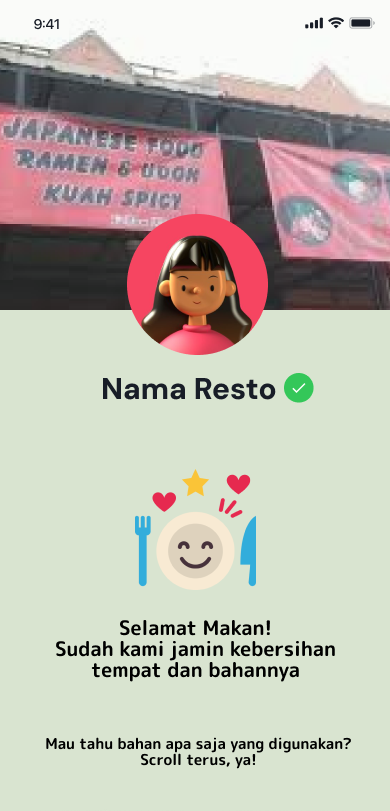 9:41
JAPANESE FOOD
RAMEN & UDON
KUAH SPICY
Nama Resto
Selamat Makan!
Sudah kami jamin kebersihan
tempat dan bahannya
Mau tahu bahan apa saja yang digunakan?
Scroll terus, ya!